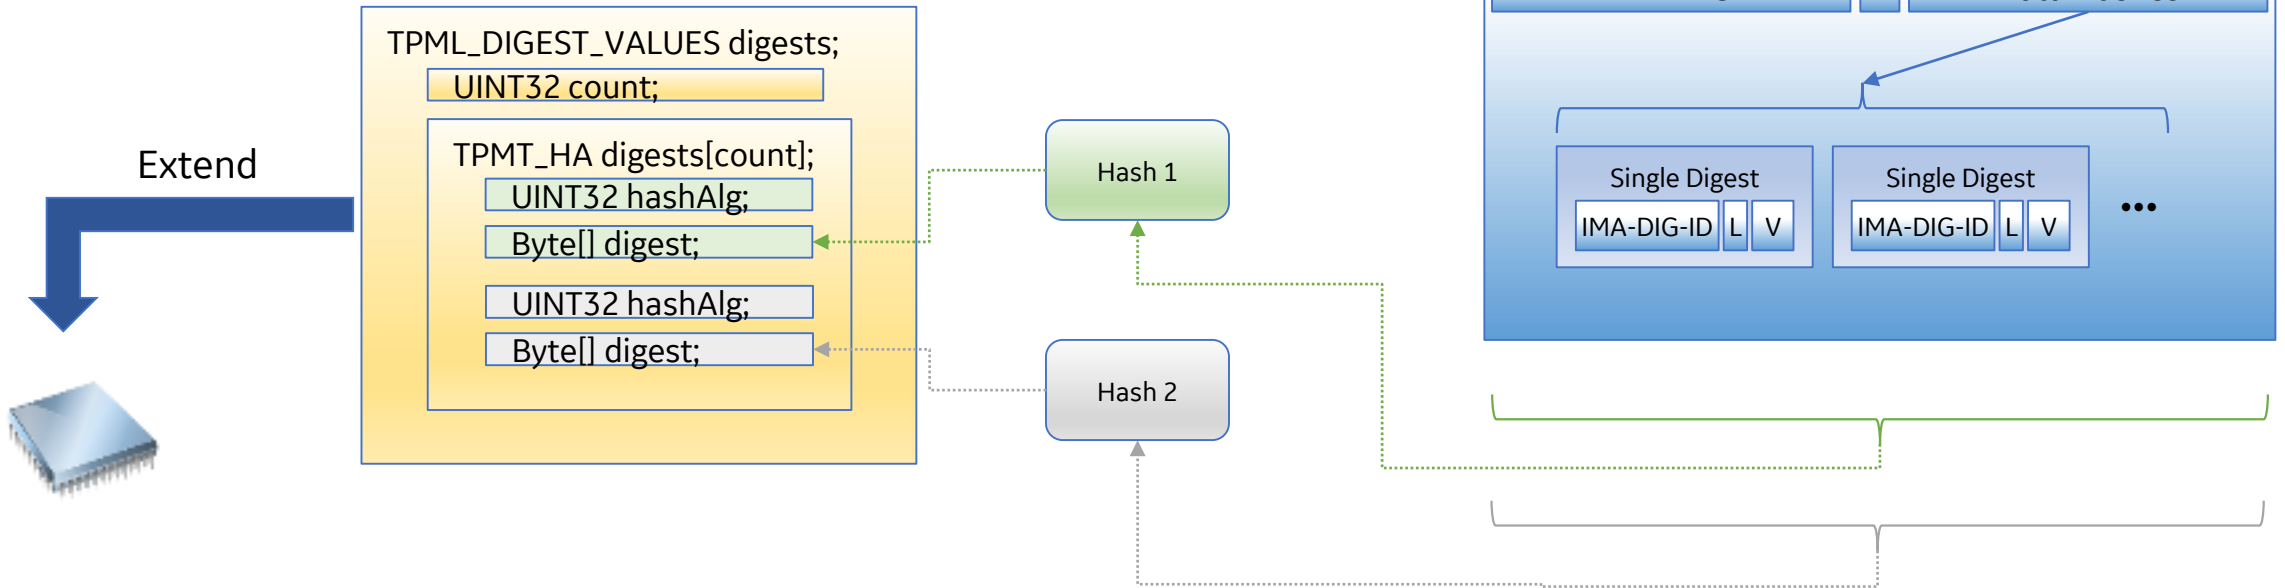 TPML_DIGEST_VALUES digests;
UINT32 count;
TPMT_HA digests[count];
UINT32 hashAlg;
Byte[] digest;
UINT32 hashAlg;
Byte[] digest;
Extend
Hash 1
Hash 2
Single Digest
IMA-DIG-ID L V
Single Digest
IMA-DIG-ID L V
...